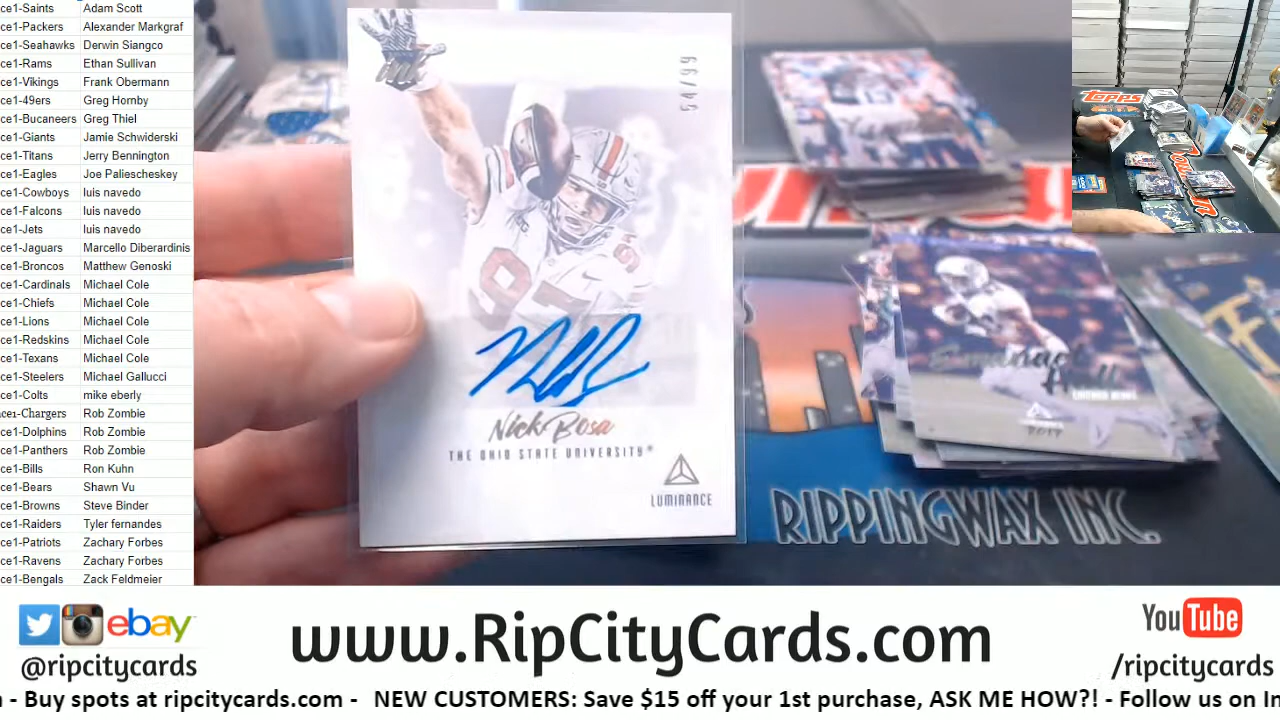 ce1-Saints Adam Scott
ce1-Packers Alexander Markgraf
ce1-Seahawks Derwin Siangco
ce1-Rams Ethan Sullivan
ce1-Vikings Frank Obermann
ce1-49ers Greg Hornby
ce1-Bucaneers Greg Thiel
ce1-Giants Jamie Schwiderski
ce1-Titans Jerry Bennington
ce1-Eagles Joe Paliescheskey
ce1-Cowboys luis navedo
ce1-Falcons luis navedo
ce1-Jets luis navedo
ce1-Jaguars Marcello Diberardinis
ce1-Broncos Matthew Genoski
ce1-Cardinals Michael Cole
ce1-Chiefs Michael Cole
ce1-Lions Michael Cole
ce1-Redskins Michael Cole
ce1-Texans Michael Cole
ce1-Steelers Michael Gallucci
ce1-Colts mike eberly
ace1-Chargers Rob Zombie
ce1-Dolphins Rob Zombie
ce1-Panthers Rob Zombie
ce1-Bills Ron Kuhn
ce1-Bears Shawn Vu
ce1-Browns Steve Binder
ce1-Raiders Tyler fernandes
ce1-Patriots Zachary Forbes
ce1-Ravens Zachary Forbes
ce1-Bengals Zack Feldmeier
54/99
97
Nick Bosa
THE OHIO STATE UNIVERSITY®
LUMINANCE
Emmanuel
Hall
CHICAGO BEARS
2019
RIPPINGWAX INC.
Topps
ebay
@ripcitycards
www.RipCityCards.com
YouTube
/ripcitycards
n - Buy spots at ripcitycards.com - NEW CUSTOMERS: Save $15 off your 1st purchase, ASK ME HOW?! - Follow us on In